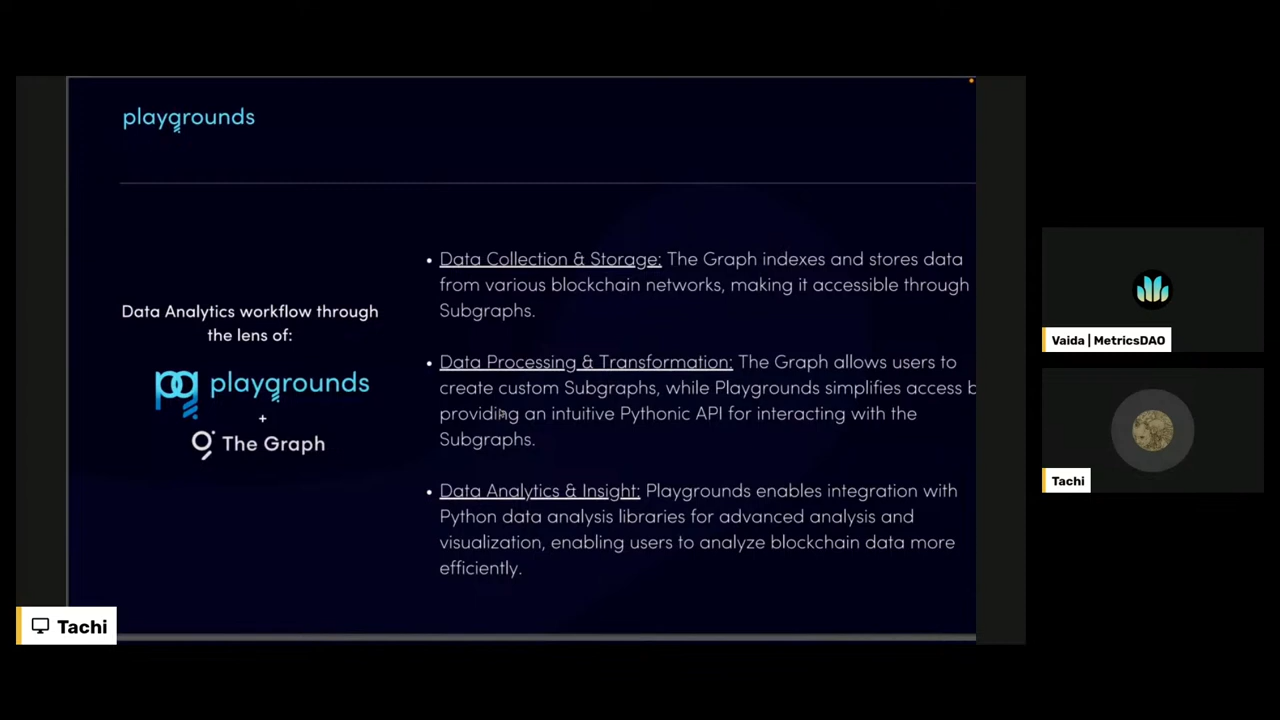 playgrounds
Data Analytics workflow through
the lens of:
pg playgrounds
+
The Graph
• Data Collection & Storage: The Graph indexes and stores data
from various blockchain networks, making it accessible through
Subgraphs.
• Data Processing & Transformation: The Graph allows users to
create custom Subgraphs, while Playgrounds simplifies access b
providing an intuitive Pythonic API for interacting with the
Subgraphs.
• Data Analytics & Insight: Playgrounds enables integration with
Python data analysis libraries for advanced analysis and
visualization, enabling users to analyze blockchain data more
efficiently.
Tachi
Vaida | MetricsDAO
Tachi